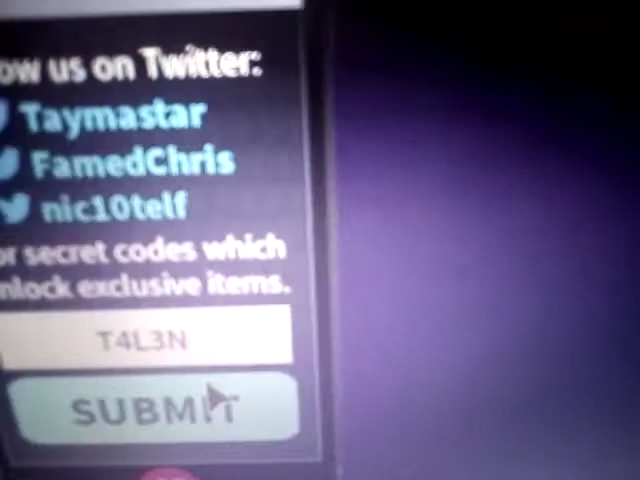 ow us on Twitter:
Taymastar
FamedChris
nic10telf
or secret codes which
nlock exclusive items.
T4L3N
SUBMIT